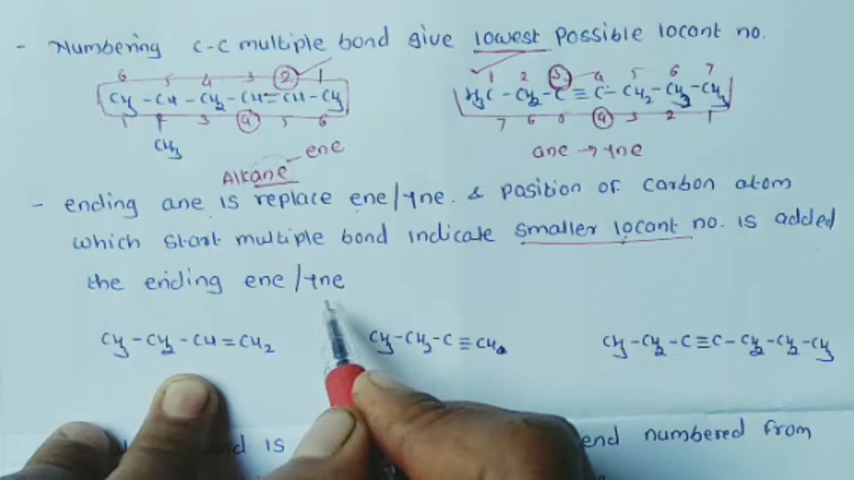 - Numbering C-C multiple bond give lowest possible locant no.
6 5 4 3 2 1
CH3 - CH - CH2 - CH = CH - CH3
1 2 3 4 5 6
CH3
1 2 3 4 5 6 7
H3C - CH2 - C ≡ C - CH2 - CH2 - CH3
7 6 5 4 3 2 1
Alkane - ene
ane → yne
- ending ane is replace ene/yne. & position of carbon atom
which start multiple bond indicate smaller locant no. is added
the ending ene/yne
CH3 - CH2 - CH = CH2
CH3 - CH2 - C ≡ CH
CH3 - CH2 - C ≡ C - CH2 - CH2 - CH3
is
end numbered from